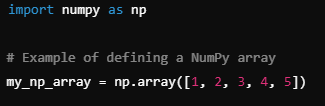 import numpy as np
# Example of defining a NumPy array
my_np_array = np.array([1, 2, 3, 4, 5])